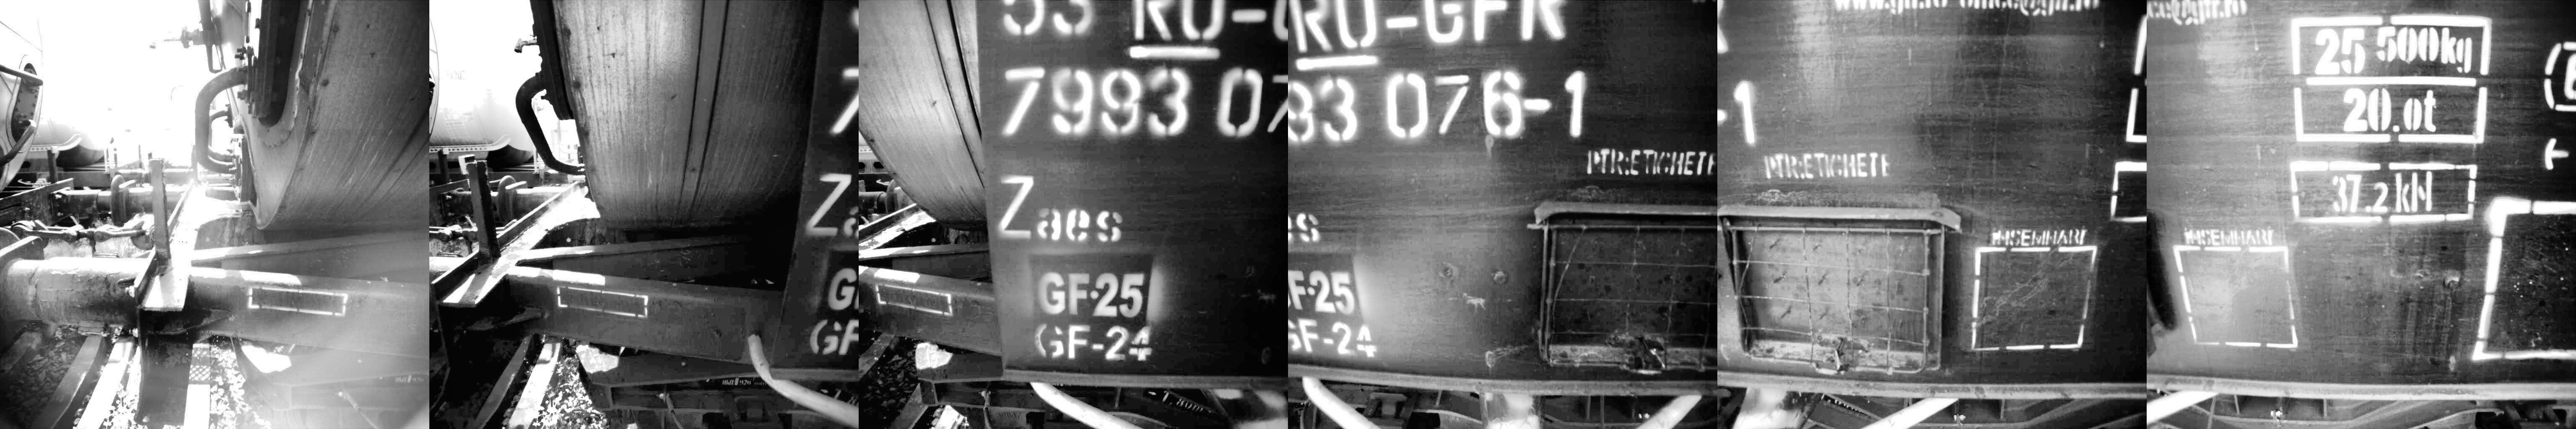 53 RO-GFR
7993 076-1
Zaes
GF-25
GF-24
PTR:ETICHETE
INSEMNARI
25 500kg
20.0t
37.2 kN